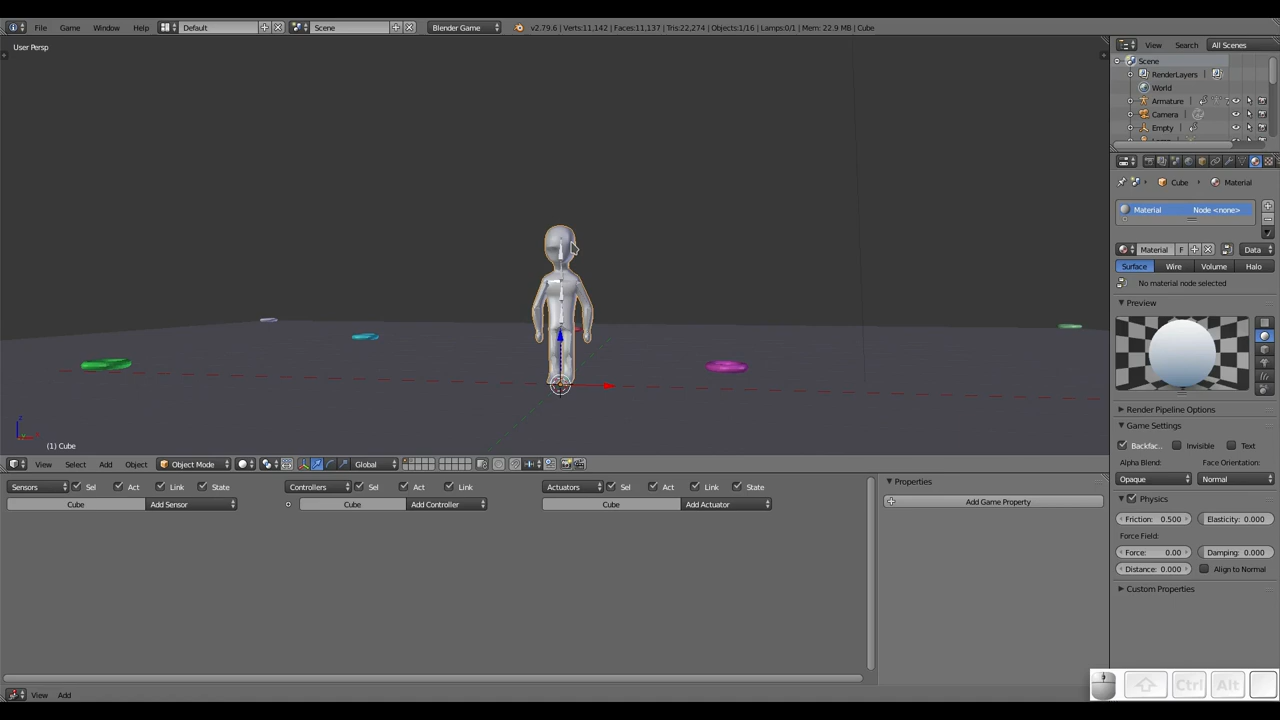 File Game Window Help Default Scene Blender Game v2.79.6 | Verts:11,142 | Faces:11,137 | Tris:22,274 | Objects:1/16 | Lamps:0/1 | Mem: 22.9 MB | Cube
User Persp
View Search All Scenes
Scene
RenderLayers
World
Armature
Camera
Empty
Cube Material
Material Node <none>
Material F Data
Surface Wire Volume Halo
No material node selected
Preview
Render Pipeline Options
Game Settings
Backfac.. Invisible Text
Alpha Blend: Face Orientation:
Opaque Normal
Physics
Friction: 0.500 Elasticity: 0.000
Force Field:
Force: 0.00 Damping: 0.000
Distance: 0.000 Align to Normal
Custom Properties
(1) Cube
View Select Add Object Object Mode Global
Sensors Sel Act Link State Controllers Sel Act Link Actuators Sel Act Link State
Cube Add Sensor Cube Add Controller Cube Add Actuator
Properties
Add Game Property
View Add
Ctrl Alt